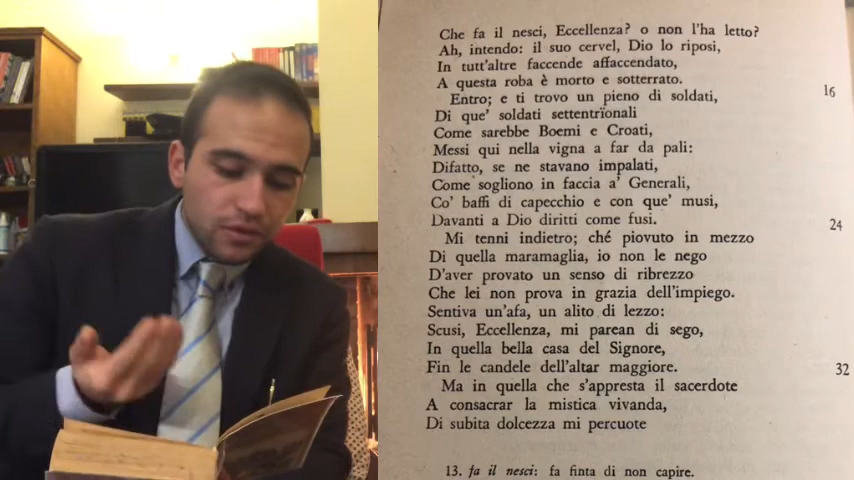 Che fa il nesci, Eccellenza? o non l'ha letto?
Ah, intendo: il suo cervel, Dio lo riposi,
In tutt'altre faccende affaccendato,
A questa roba è morto e sotterrato.
Entro; e ti trovo un pieno di soldati, 16
Di que' soldati settentrïonali
Come sarebbe Boemi e Croati,
Messi qui nella vigna a far da pali:
Difatto, se ne stavano impalati,
Come sogliono in faccia a' Generali,
Co' baffi di capecchio e con que' musi,
Davanti a Dio diritti come fusi.
Mi tenni indietro; ché piovuto in mezzo 24
Di quella maramaglia, io non le nego
D'aver provato un senso di ribrezzo
Che lei non prova in grazia dell'impiego.
Sentiva un'afa, un alito di lezzo:
Scusi, Eccellenza, mi parean di sego,
In quella bella casa del Signore,
Fin le candele dell'altar maggiore.
Ma in quella che s'appresta il sacerdote 32
A consacrar la mistica vivanda,
Di subita dolcezza mi percuote
13. fa il nesci: fa finta di non capire.